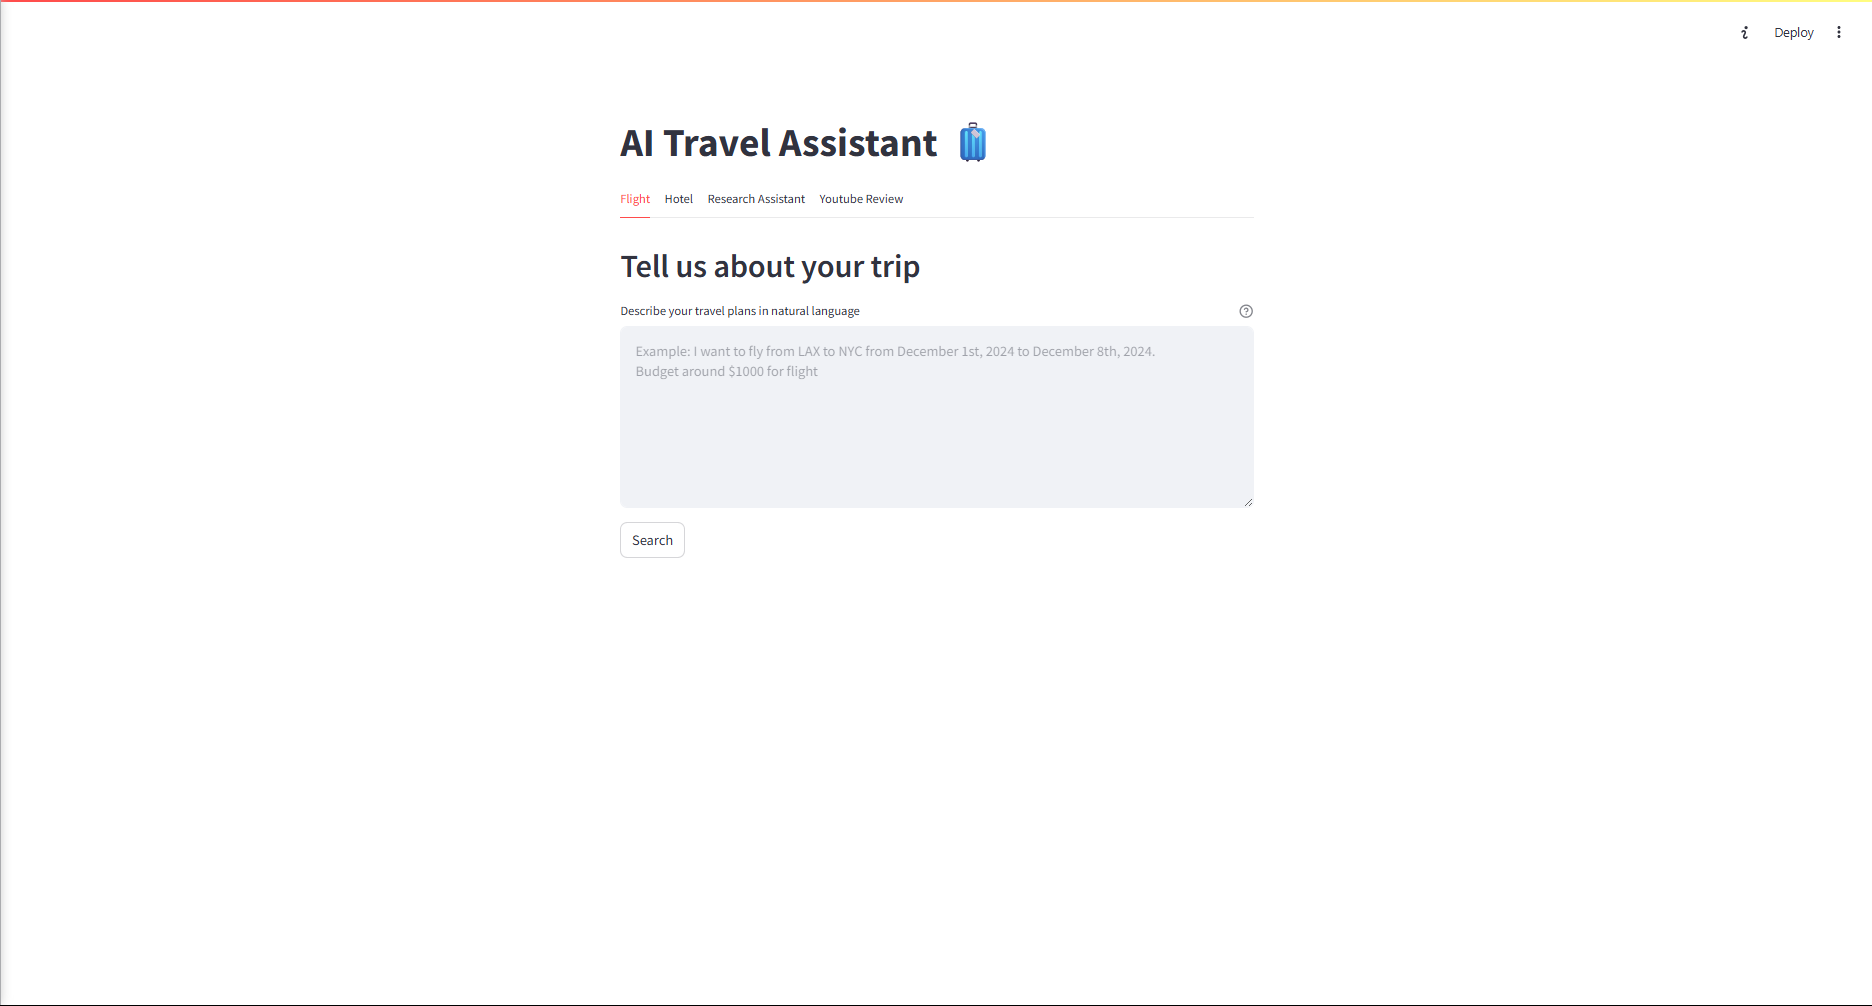 Deploy
AI Travel Assistant
Flight Hotel Research Assistant Youtube Review
Tell us about your trip
Describe your travel plans in natural language
Example: I want to fly from LAX to NYC from December 1st, 2024 to December 8th, 2024.
Budget around $1000 for flight
Search